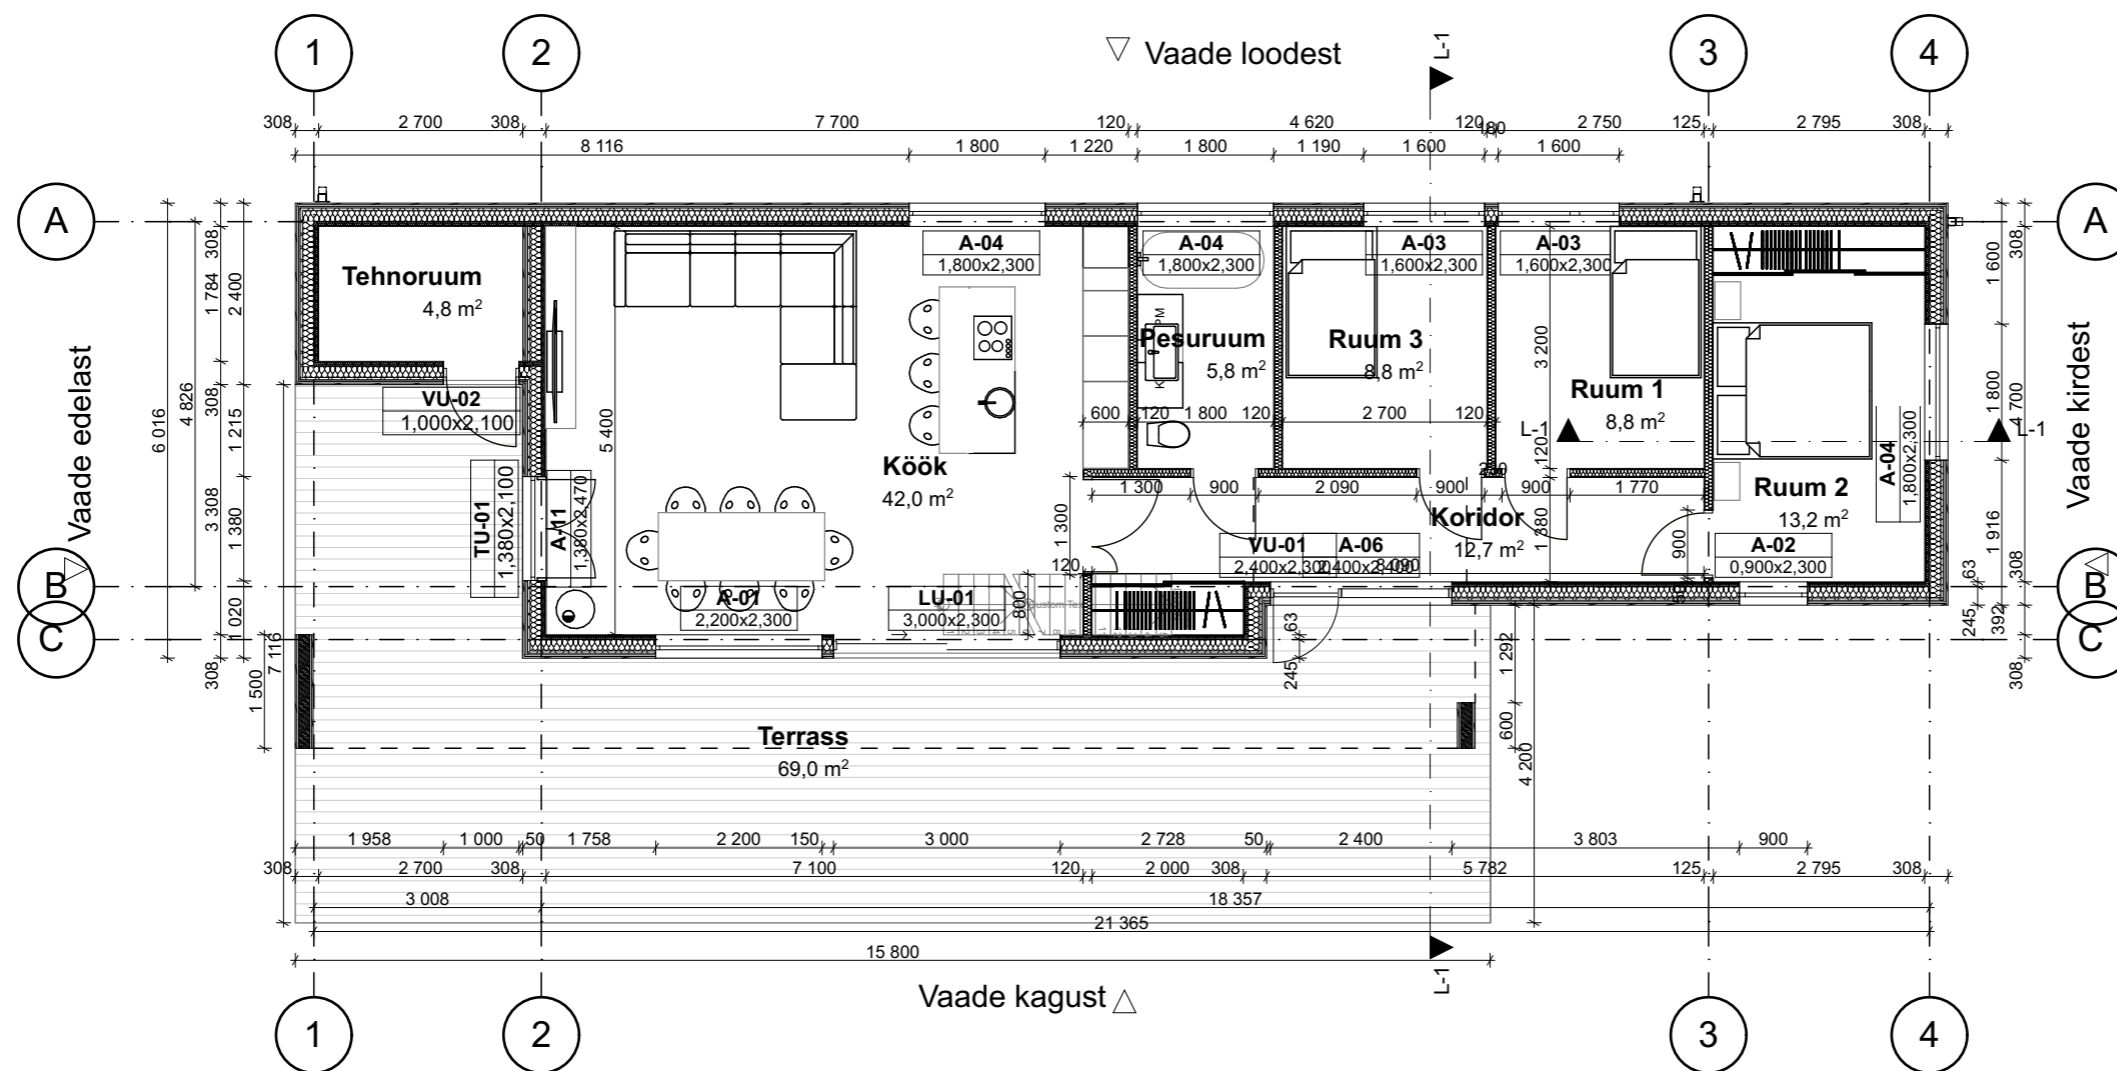 1
2
3
4
Vaade loodest
L-1
308
2 700
308
7 700
120
4 620
120
180
2 750
125
2 795
308
8 116
1 800
1 220
1 800
1 190
1 600
1 600
A
A
B
B
C
C
Vaade edelast
Vaade kirdest
6 016
4 826
308
1 784
308
3 308
308
2 400
1 215
1 380
1 020
7 116
1 500
Tehnoruum
4,8 m²
VU-02
1,000x2,100
TU-01
1,380x2,100
A-11
1,380x2,470
5 400
A-04
1,800x2,300
A-04
1,800x2,300
A-03
1,600x2,300
A-03
1,600x2,300
Köök
42,0 m²
Pesuruum
5,8 m²
Ruum 3
8,8 m²
Ruum 1
8,8 m²
3 200
L-1
L-1
600
120
1 800
120
2 700
120
120
1 300
900
2 090
900
900
1 770
Ruum 2
13,2 m²
A-04
1,800x2,300
Koridor
12,7 m²
1 300
1 380
900
50
VU-01
2,400x2,300
A-06
2,400x2,400
8 090
A-02
0,900x2,300
120
A-01
2,200x2,300
LU-01
3,000x2,300
800
63
245
1 292
600
4 200
1 600
1 800
1 916
63
245
392
308
4 700
308
308
Terrass
69,0 m²
1 958
1 000
50
1 758
2 200
150
3 000
2 728
50
2 400
3 803
900
308
2 700
308
7 100
120
2 000
308
5 782
125
2 795
308
3 008
18 357
21 365
15 800
Vaade kagust
L-1
1
2
3
4